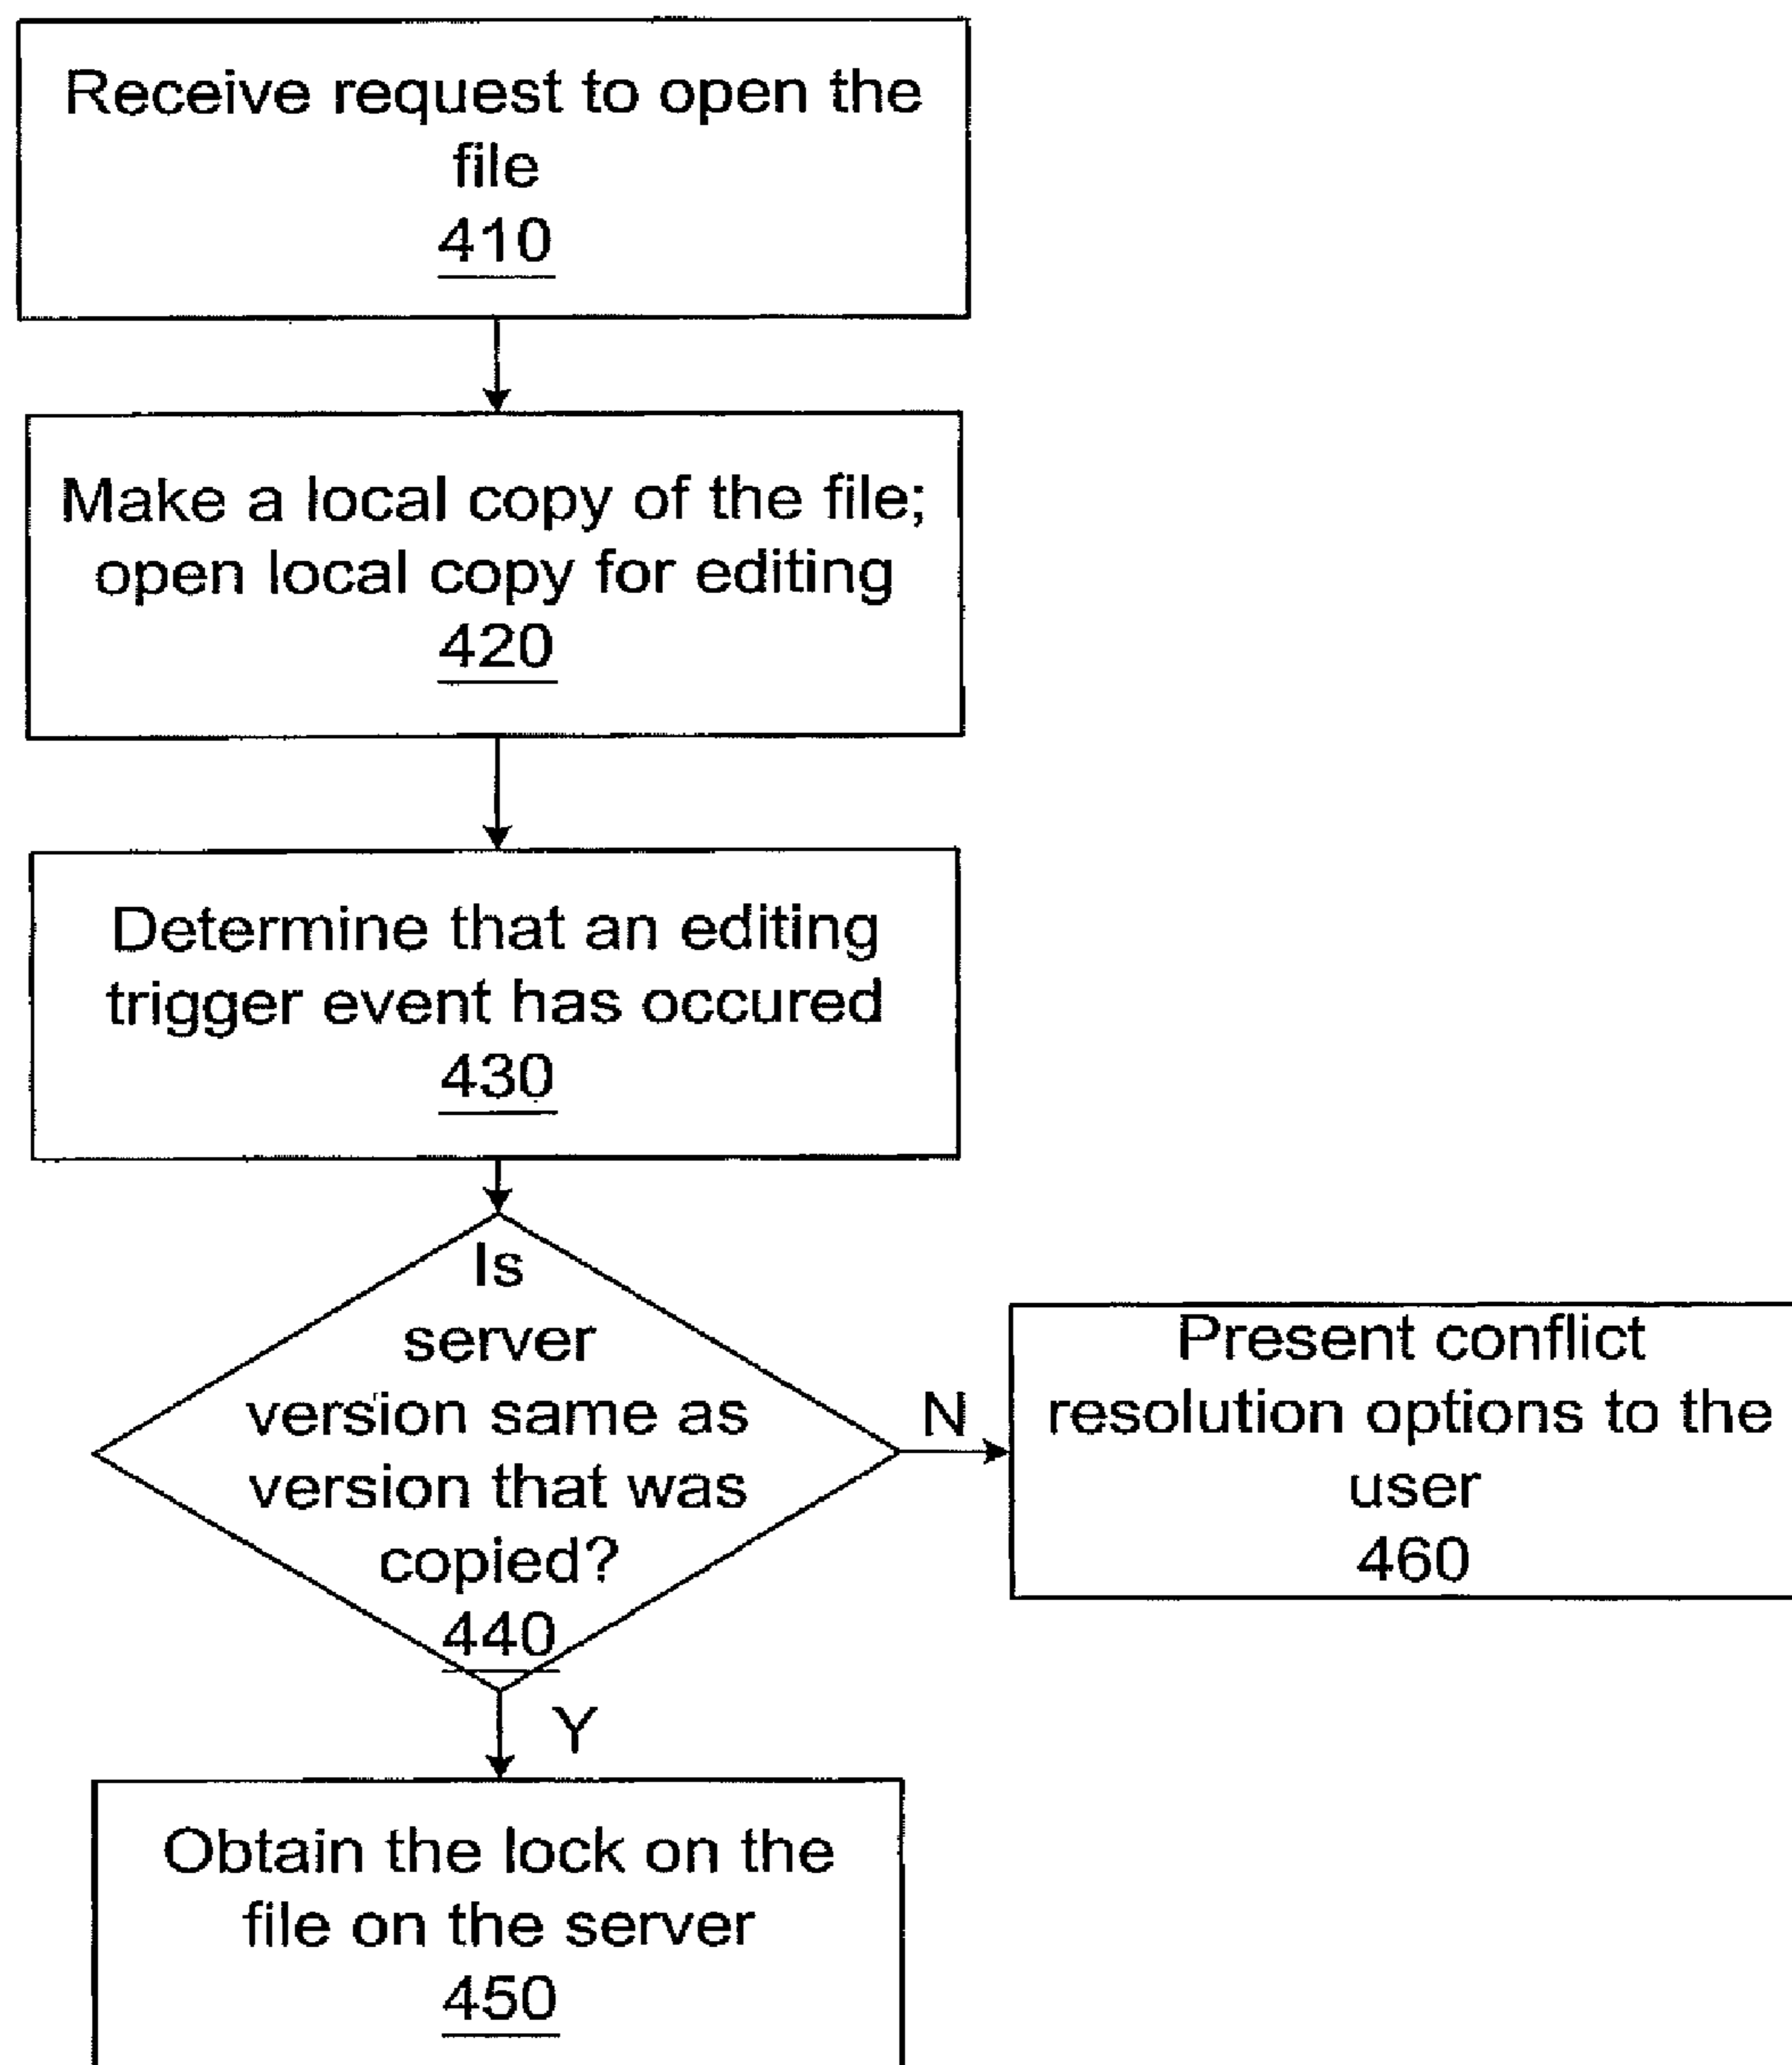 Receive request to open the
file
410
Make a local copy of the file;
open local copy for editing
420
Determine that an editing
trigger event has occured
430
Is
server
version same as
version that was
copied?
440
N
Present conflict
resolution options to the
user
460
Y
Obtain the lock on the
file on the server
450